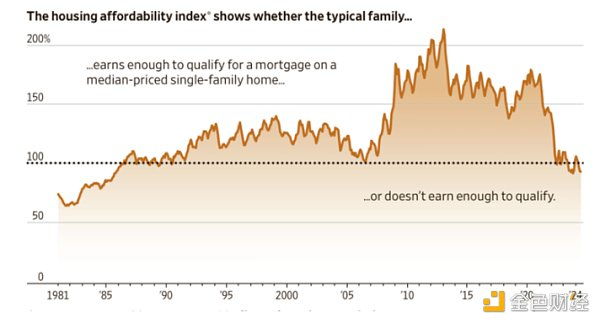 The housing affordability index* shows whether the typical family...
200%
...earns enough to qualify for a mortgage on a
median-priced single-family home...
150
100
...or doesn't earn enough to qualify.
50
0
1981 '85 '90 '95 2000 '05 '10 '15 '20 '24
金色财经